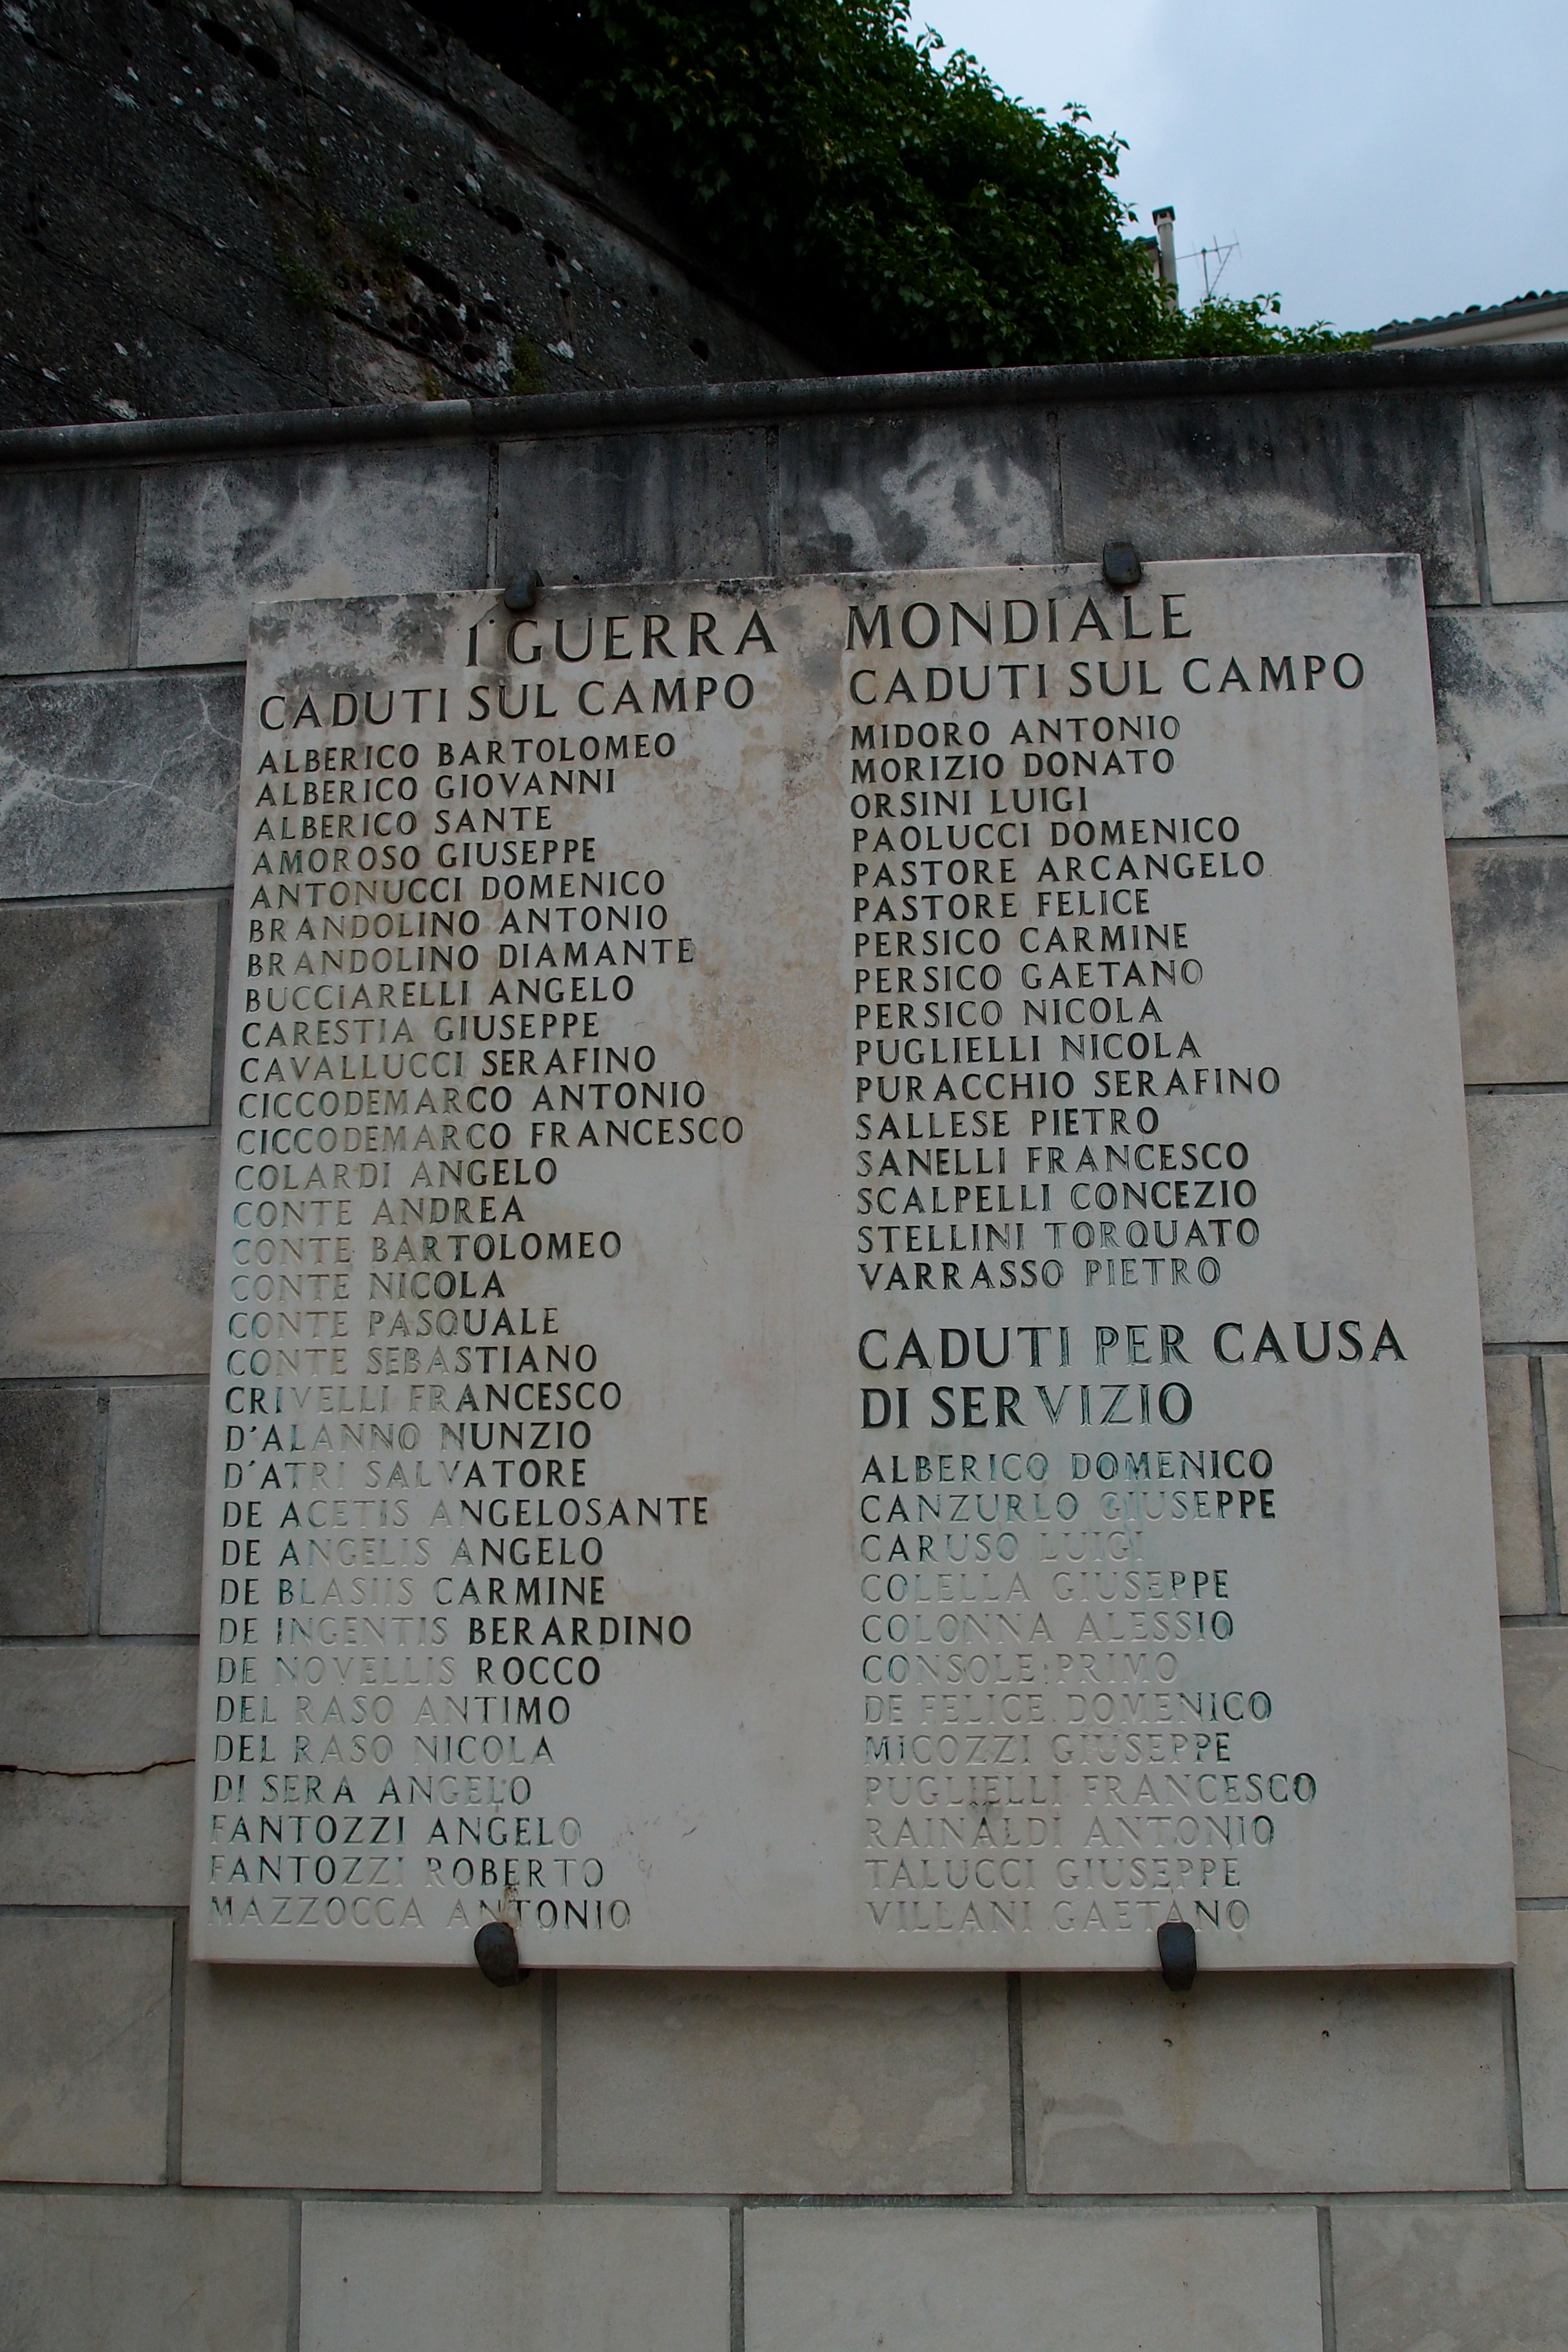 I GUERRA MONDIALE
CADUTI SUL CAMPO
ALBERICO BARTOLOMEO
ALBERICO GIOVANNI
ALBERICO SANTE
AMOROSO GIUSEPPE
ANTONUCCI DOMENICO
BRANDOLINO ANTONIO
BRANDOLINO DIAMANTE
BUCCIARELLI ANGELO
CARESTIA GIUSEPPE
CAVALLUCCI SERAFINO
CICCODEMARCO ANTONIO
CICCODEMARCO FRANCESCO
COLARDI ANGELO
CONTE ANDREA
CONTE BARTOLOMEO
CONTE NICOLA
CONTE PASQUALE
CONTE SEBASTIANO
CRIVELLI FRANCESCO
D'ALANNO NUNZIO
D'ATRI SALVATORE
DE ACETIS ANGELOSANTE
DE ANGELIS ANGELO
DE BLASIIS CARMINE
DE INGENTIS BERARDINO
DE NOVELLIS ROCCO
DEL RASO ANTIMO
DEL RASO NICOLA
DI SERA ANGELO
FANTOZZI ANGELO
FANTOZZI ROBERTO
MAZZOCCA ANTONIO
CADUTI SUL CAMPO
MIDORO ANTONIO
MORIZIO DONATO
ORSINI LUIGI
PAOLUCCI DOMENICO
PASTORE ARCANGELO
PASTORE FELICE
PERSICO CARMINE
PERSICO GAETANO
PERSICO NICOLA
PUGLIELLI NICOLA
PURACCHIO SERAFINO
SALLESE PIETRO
SANELLI FRANCESCO
SCALPELLI CONCEZIO
STELLINI TORQUATO
VARRASSO PIETRO
CADUTI PER CAUSA
DI SERVIZIO
ALBERICO DOMENICO
CANZURLO GIUSEPPE
CARUSO LUIGI
COLELLA GIUSEPPE
COLONNA ALESSIO
CONSOLE PRIMO
DE FELICE DOMENICO
MICOZZI GIUSEPPE
PUGLIELLI FRANCESCO
RAINALDI ANTONIO
TALUCCI GIUSEPPE
VILLANI GAETANO